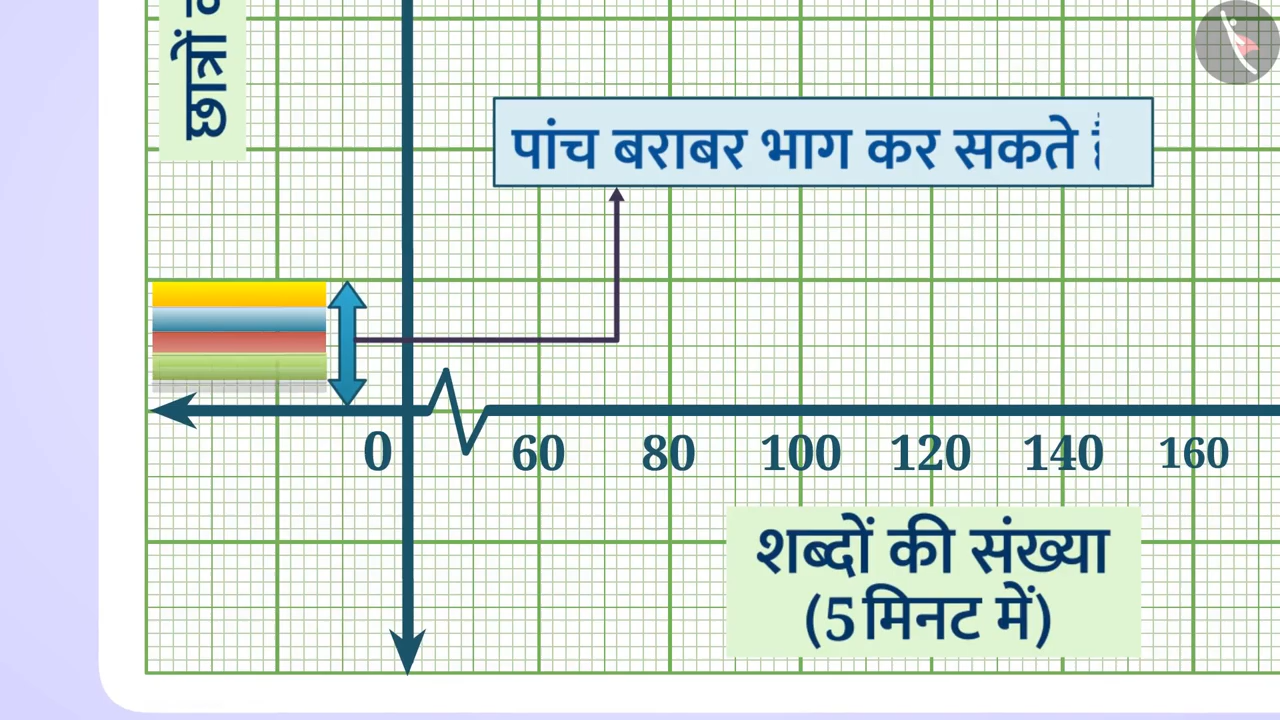 छात्रों
पांच बराबर भाग कर सकते
0 60 80 100 120 140 160
शब्दों की संख्या
(5 मिनट में)